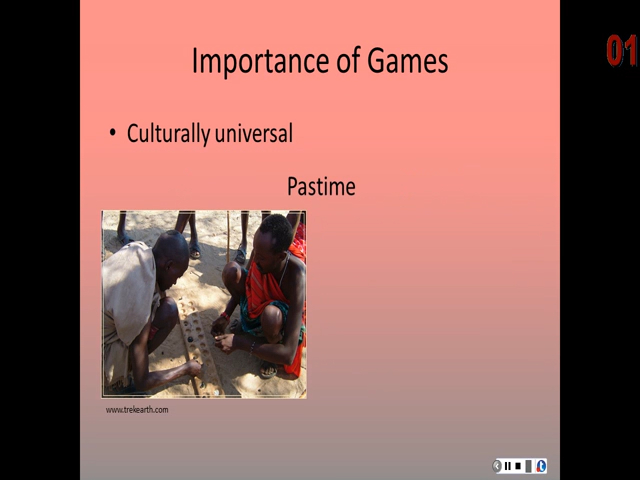 Importance of Games
01
• Culturally universal
Pastime
www.trekearth.com